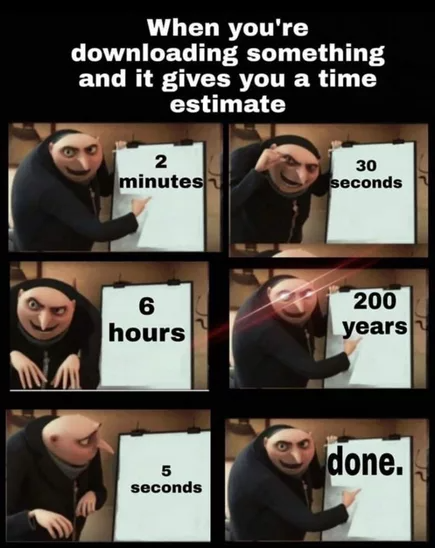 When you're
downloading something
and it gives you a time
estimate
2
minutes
30
seconds
6
hours
200
years
5
seconds
done.